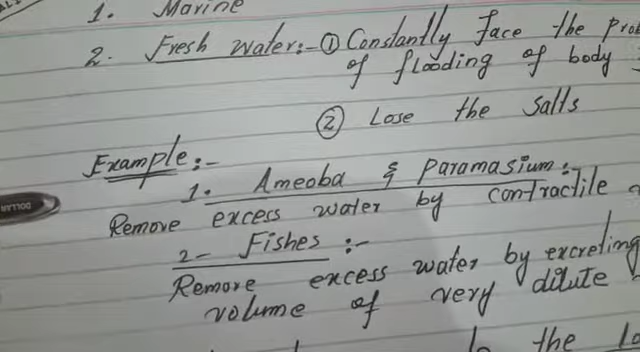 1. Marine
2. Fresh water:- ① Constantly face the
of flooding of body
② Lose the salts
Example:-
1. Ameoba & Paramasium:-
Remove excess water by contractile
2- Fishes :-
Remove excess water by excreting
volume of very dilute
the
DOLLAR